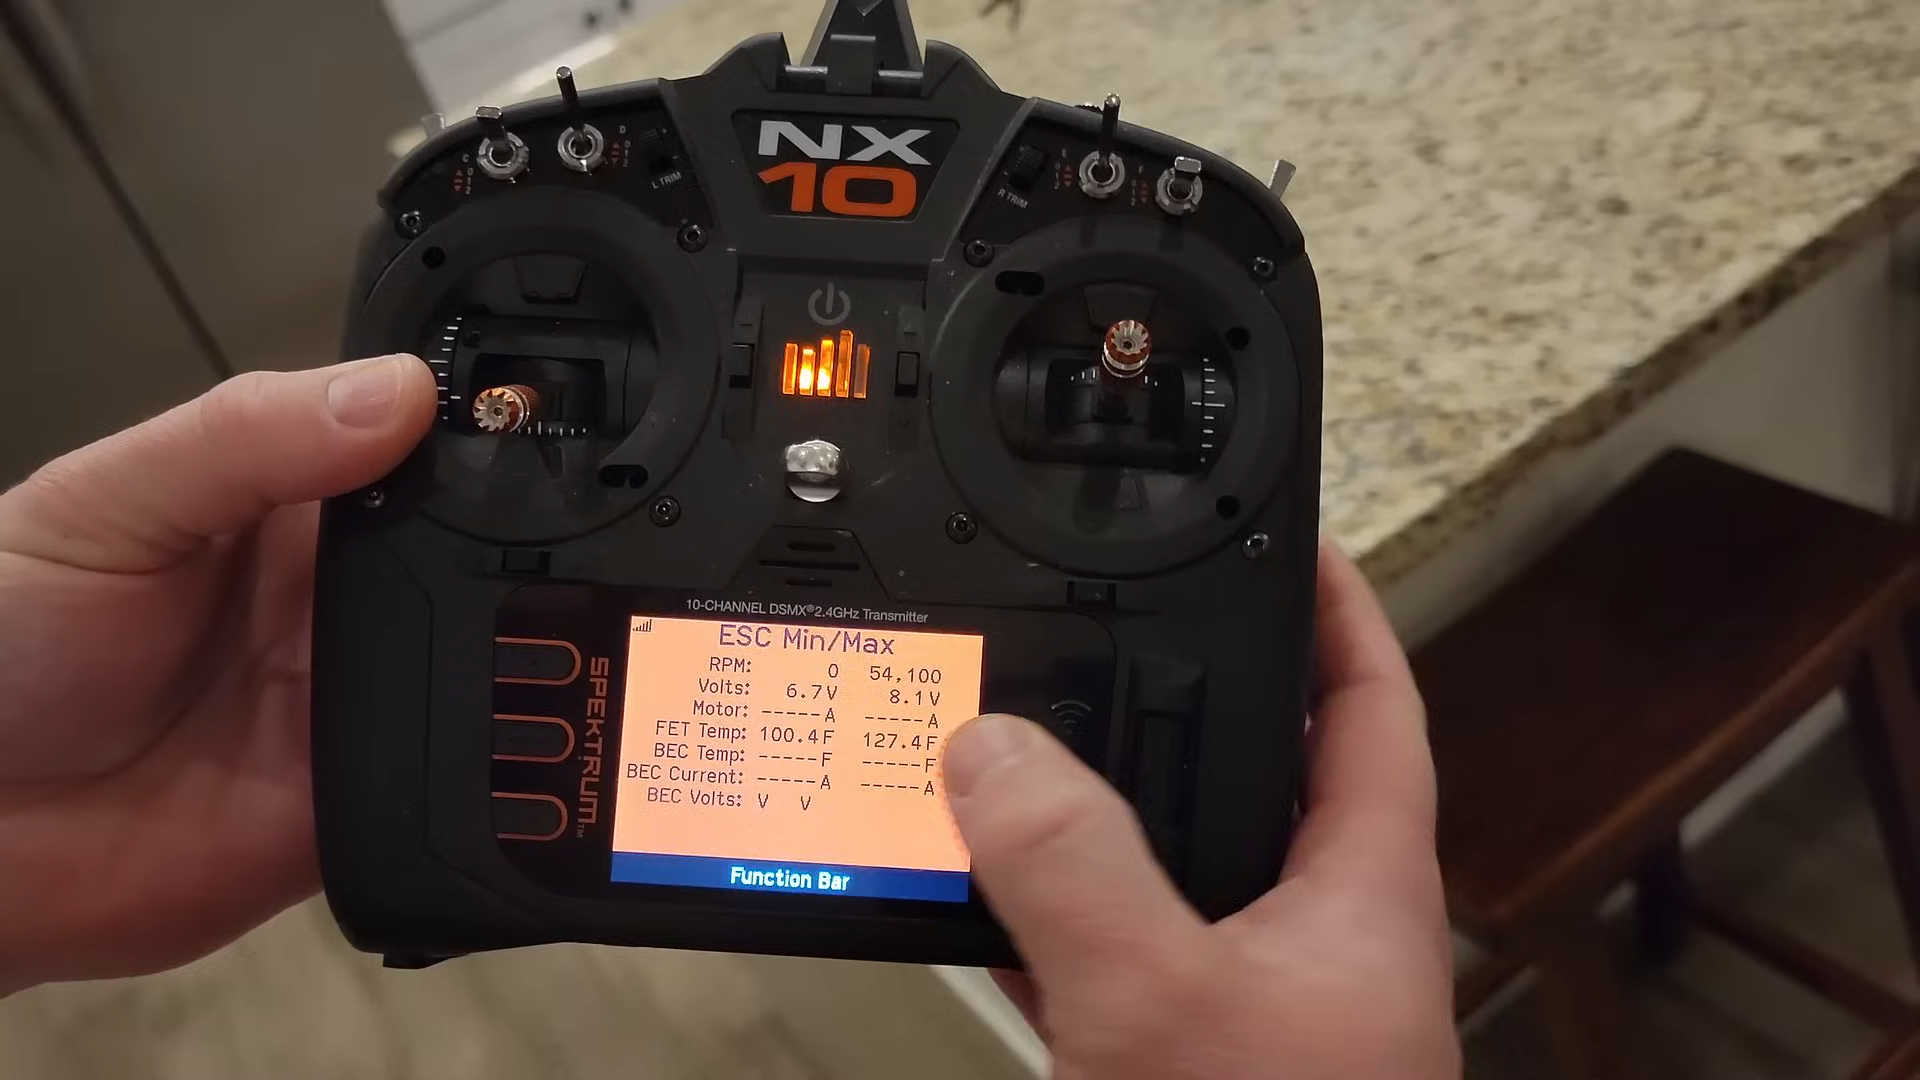 NX
10
L TRIM
R TRIM
10-CHANNEL DSMX® 2.4GHz Transmitter
SPEKTRUM™
ESC Min/Max
RPM: 0 54,100
Volts: 6.7V 8.1V
Motor: -----A -----A
FET Temp: 100.4F 127.4F
BEC Temp: -----F -----F
BEC Current: -----A -----A
BEC Volts: V V
Function Bar